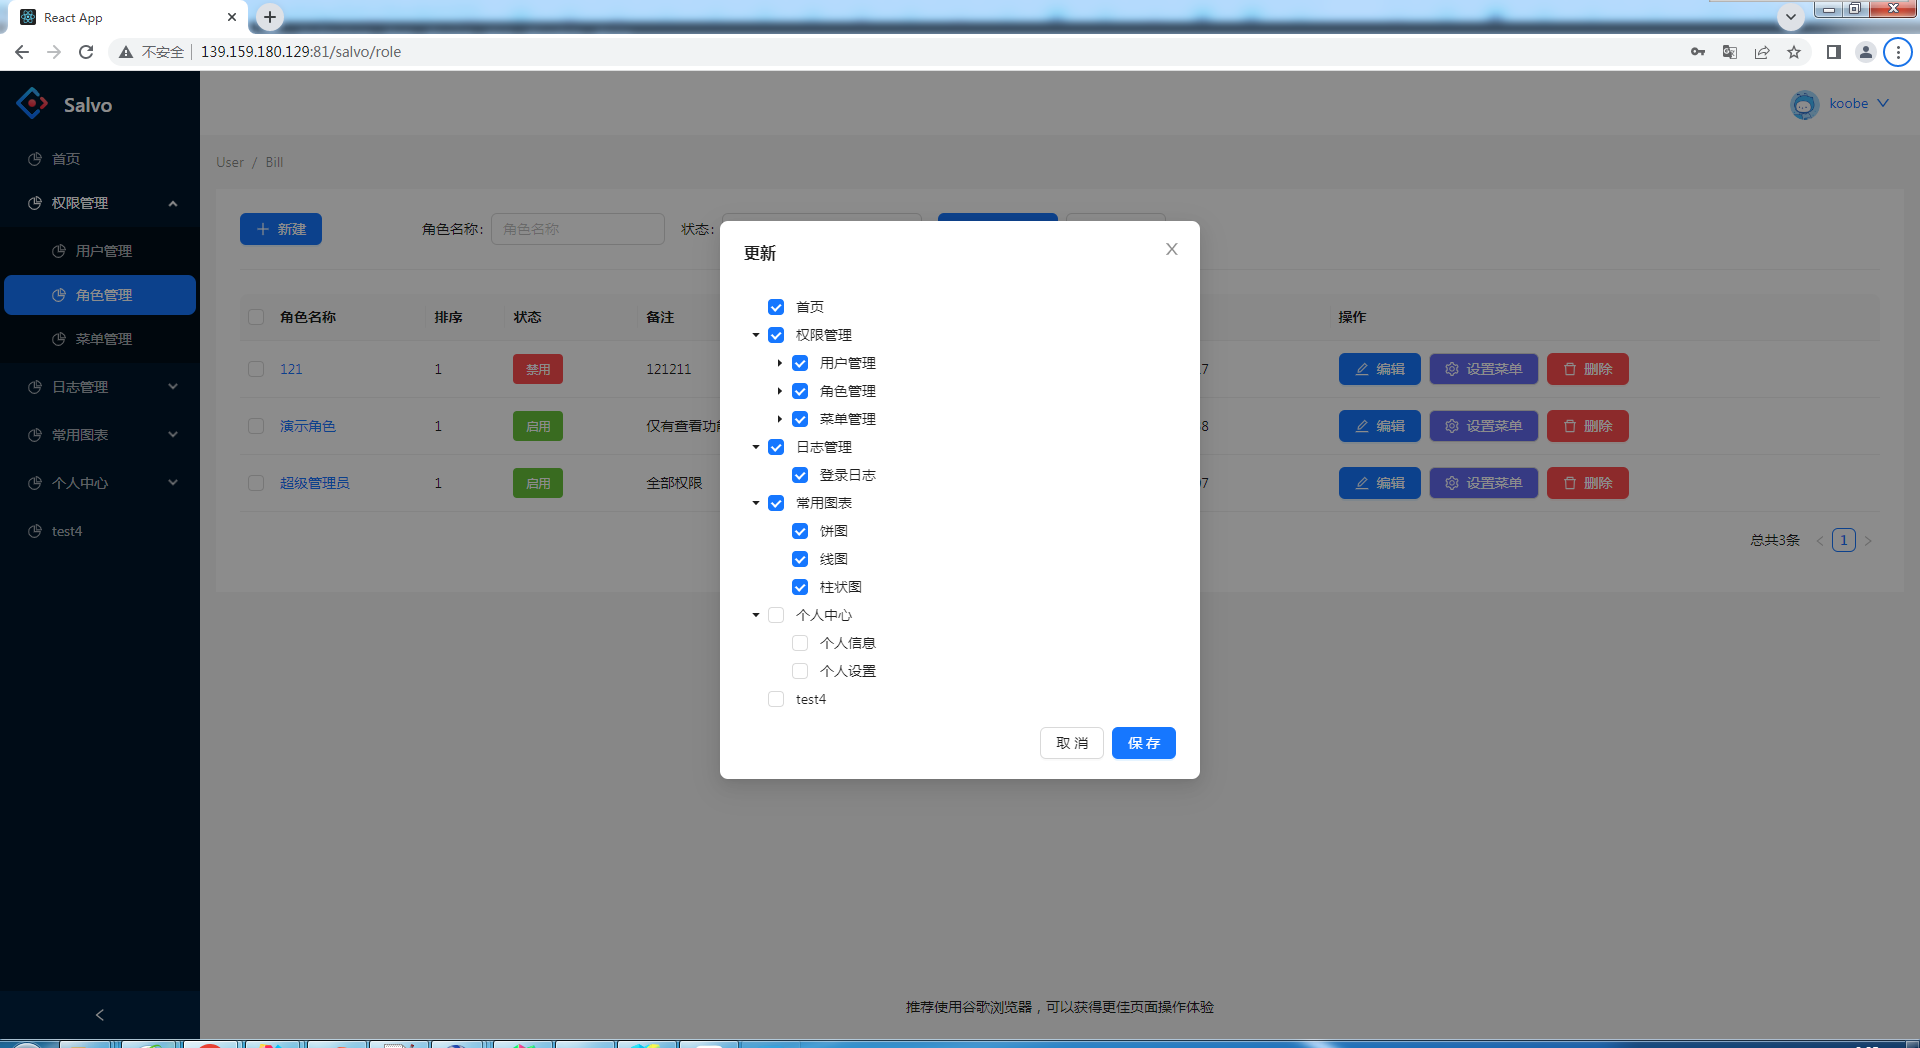 React App
不安全 139.159.180.129:81/salvo/role
Salvo
koobe
首页
权限管理
用户管理
角色管理
菜单管理
日志管理
常用图表
个人中心
test4
User / Bill
新建
角色名称:
角色名称
状态:
角色名称 排序 状态 备注 操作
121 1 禁用 121211 编辑 设置菜单 删除
演示角色 1 启用 仅有查看功 编辑 设置菜单 删除
超级管理员 1 启用 全部权限 编辑 设置菜单 删除
总共3条 < 1 >
更新
首页
权限管理
用户管理
角色管理
菜单管理
日志管理
登录日志
常用图表
饼图
线图
柱状图
个人中心
个人信息
个人设置
test4
取 消
保 存
推荐使用谷歌浏览器，可以获得更佳页面操作体验